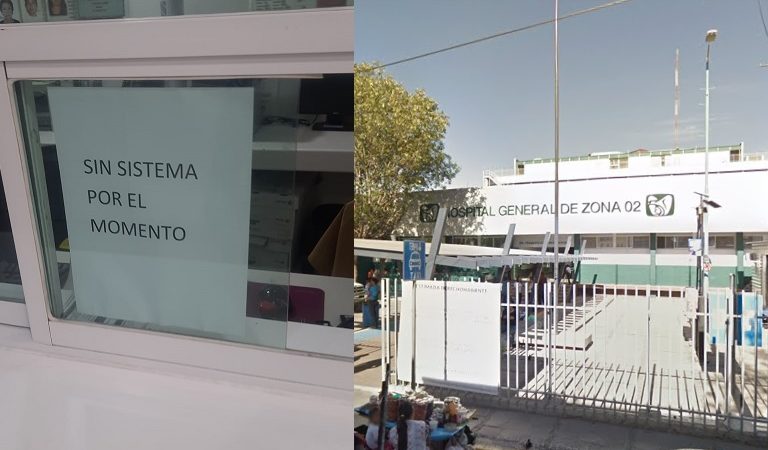 SIN SISTEMA
POR EL
MOMENTO
HOSPITAL GENERAL DE ZONA 02